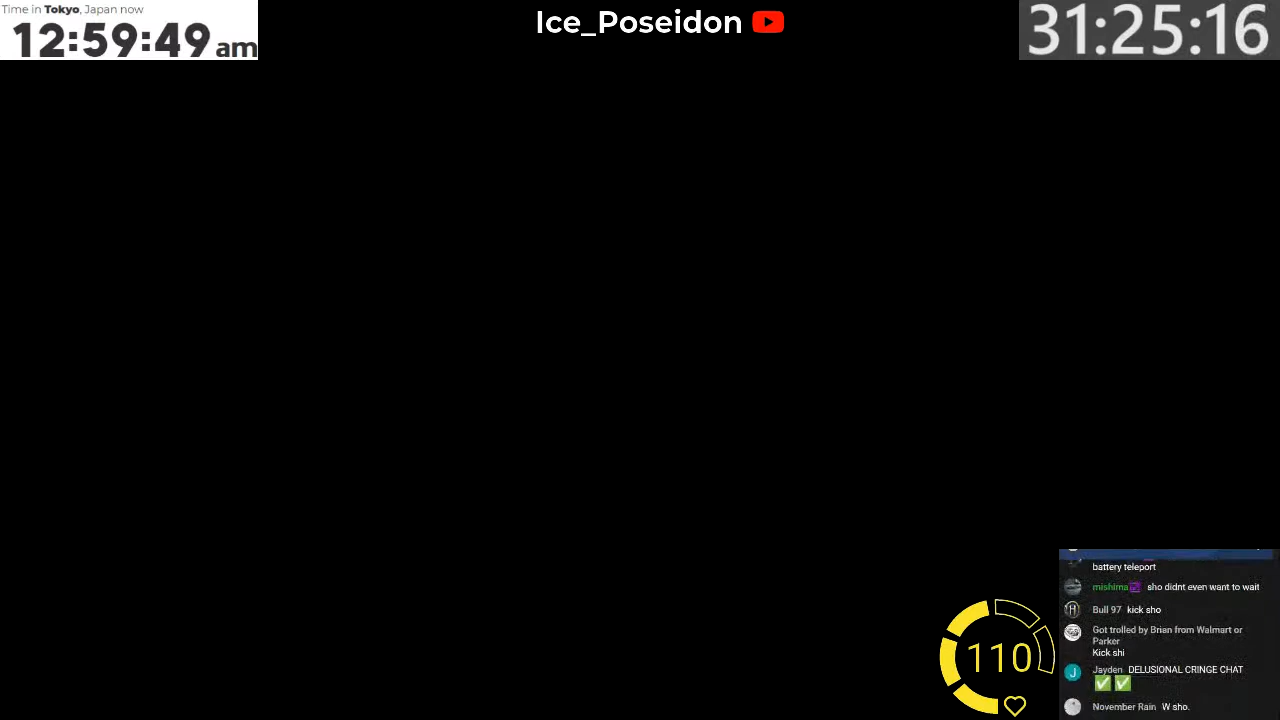 Time in Tokyo, Japan now
12:59:49 am
Ice_Poseidon
31:25:16
battery teleport
mishima sho didnt even want to wait
Bull 97 kick sho
Got trolled by Brian from Walmart or
Parker
Kick shi
J Jayden DELUSIONAL CRINGE CHAT
November Rain W sho.
110